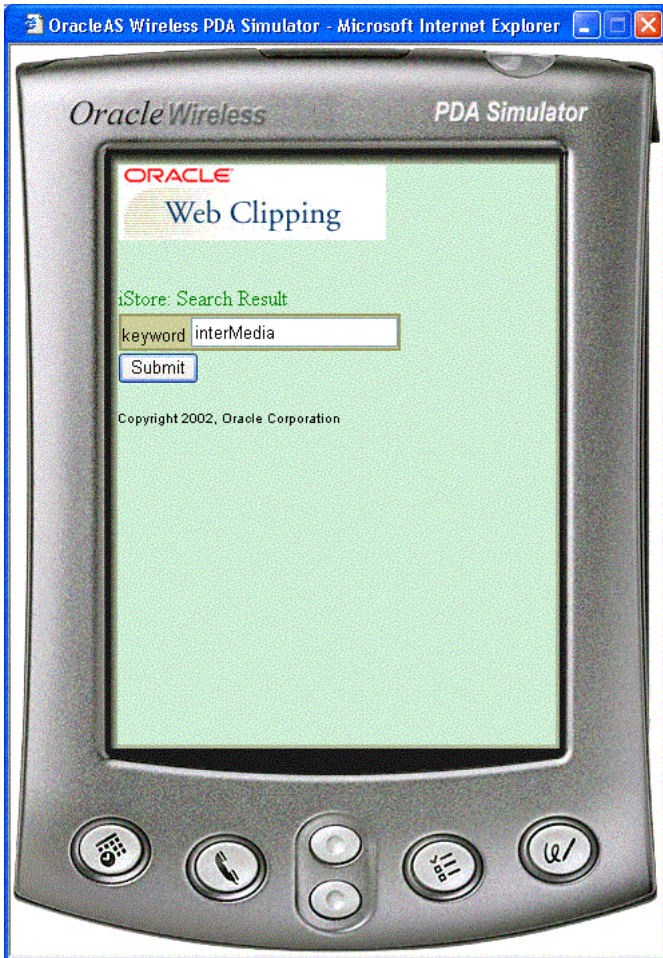 OracleAS Wireless PDA Simulator - Microsoft Internet Explorer
Oracle Wireless PDA Simulator
ORACLE
Web Clipping
iStore: Search Result
keyword interMedia
Submit
Copyright 2002, Oracle Corporation